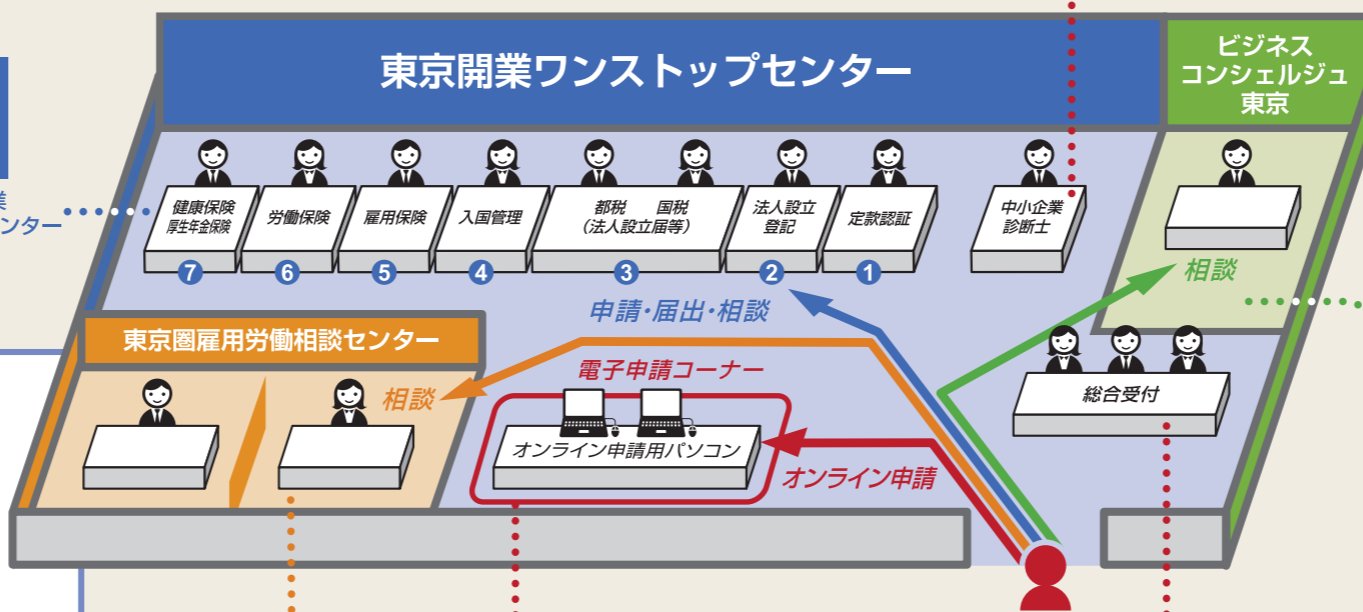 東京開業ワンストップセンター
ビジネス
コンシェルジュ
東京
業
ンター
健康保険
厚生年金保険
労働保険
雇用保険
入国管理
都税 国税
(法人設立届等)
法人設立
登記
定款認証
中小企業
診断士
7
6
5
4
3
2
1
相談
申請・届出・相談
東京圏雇用労働相談センター
電子申請コーナー
相談
総合受付
オンライン申請用パソコン
オンライン申請